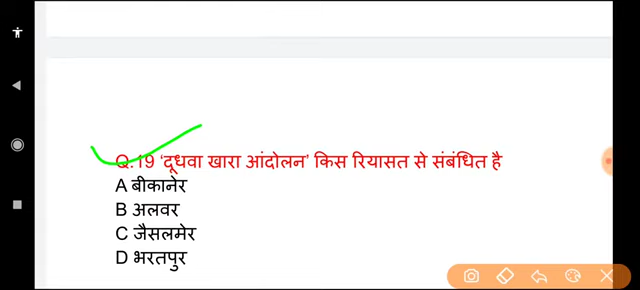 Q.19 ‘दूधवा खारा आंदोलन’ किस रियासत से संबंधित है
A बीकानेर
B अलवर
C जैसलमेर
D भरतपुर